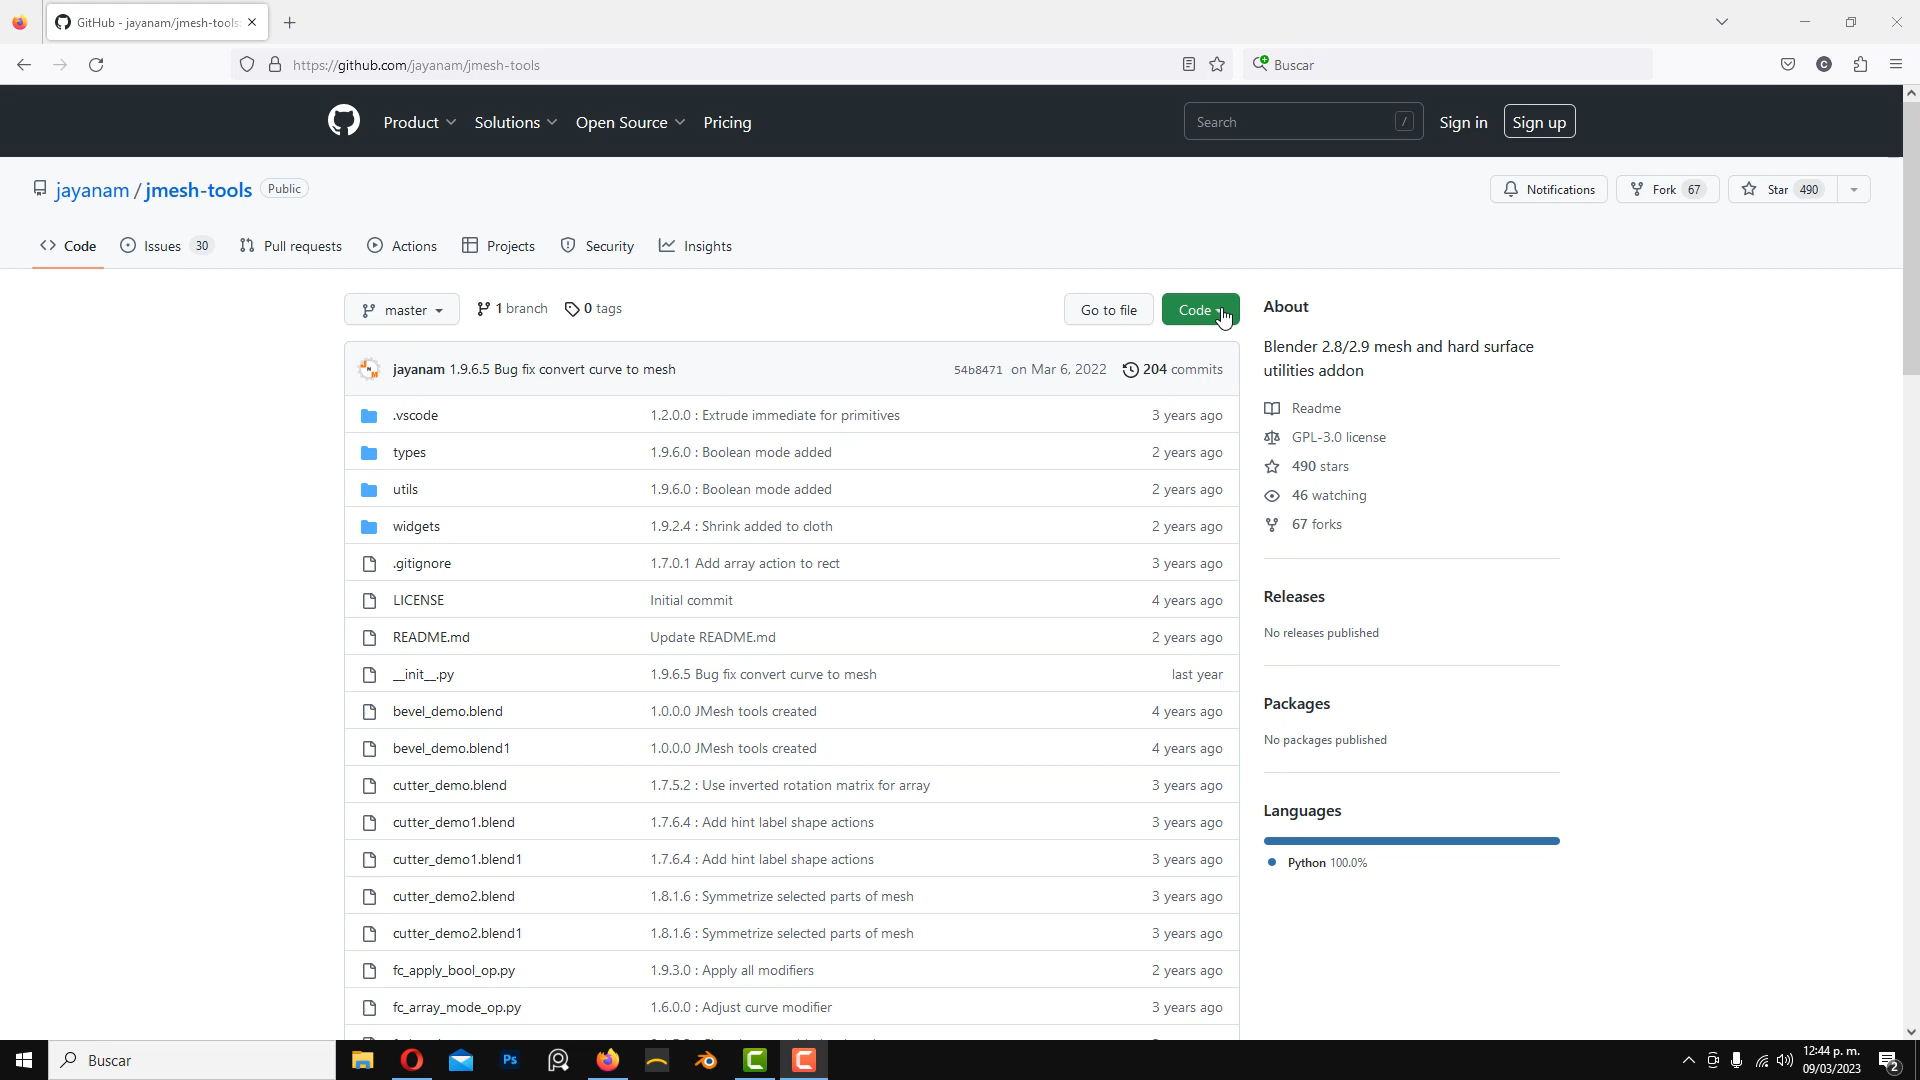 GitHub - jayanam/jmesh-tools:
https://github.com/jayanam/jmesh-tools
Buscar
C
Product
Solutions
Open Source
Pricing
Search /
Sign in
Sign up
jayanam / jmesh-tools Public
Notifications
Fork 67
Star 490
Code
Issues 30
Pull requests
Actions
Projects
Security
Insights
master
1 branch
0 tags
Go to file
Code
About
Blender 2.8/2.9 mesh and hard surface
utilities addon
jayanam 1.9.6.5 Bug fix convert curve to mesh 54b8471 on Mar 6, 2022 204 commits
.vscode 1.2.0.0 : Extrude immediate for primitives 3 years ago
types 1.9.6.0 : Boolean mode added 2 years ago
utils 1.9.6.0 : Boolean mode added 2 years ago
widgets 1.9.2.4 : Shrink added to cloth 2 years ago
.gitignore 1.7.0.1 Add array action to rect 3 years ago
LICENSE Initial commit 4 years ago
README.md Update README.md 2 years ago
__init__.py 1.9.6.5 Bug fix convert curve to mesh last year
bevel_demo.blend 1.0.0.0 JMesh tools created 4 years ago
bevel_demo.blend1 1.0.0.0 JMesh tools created 4 years ago
cutter_demo.blend 1.7.5.2 : Use inverted rotation matrix for array 3 years ago
cutter_demo1.blend 1.7.6.4 : Add hint label shape actions 3 years ago
cutter_demo1.blend1 1.7.6.4 : Add hint label shape actions 3 years ago
cutter_demo2.blend 1.8.1.6 : Symmetrize selected parts of mesh 3 years ago
cutter_demo2.blend1 1.8.1.6 : Symmetrize selected parts of mesh 3 years ago
fc_apply_bool_op.py 1.9.3.0 : Apply all modifiers 2 years ago
fc_array_mode_op.py 1.6.0.0 : Adjust curve modifier 3 years ago
Readme
GPL-3.0 license
490 stars
46 watching
67 forks
Releases
No releases published
Packages
No packages published
Languages
Python 100.0%
Buscar
Ps
12:44 p. m.
09/03/2023
2